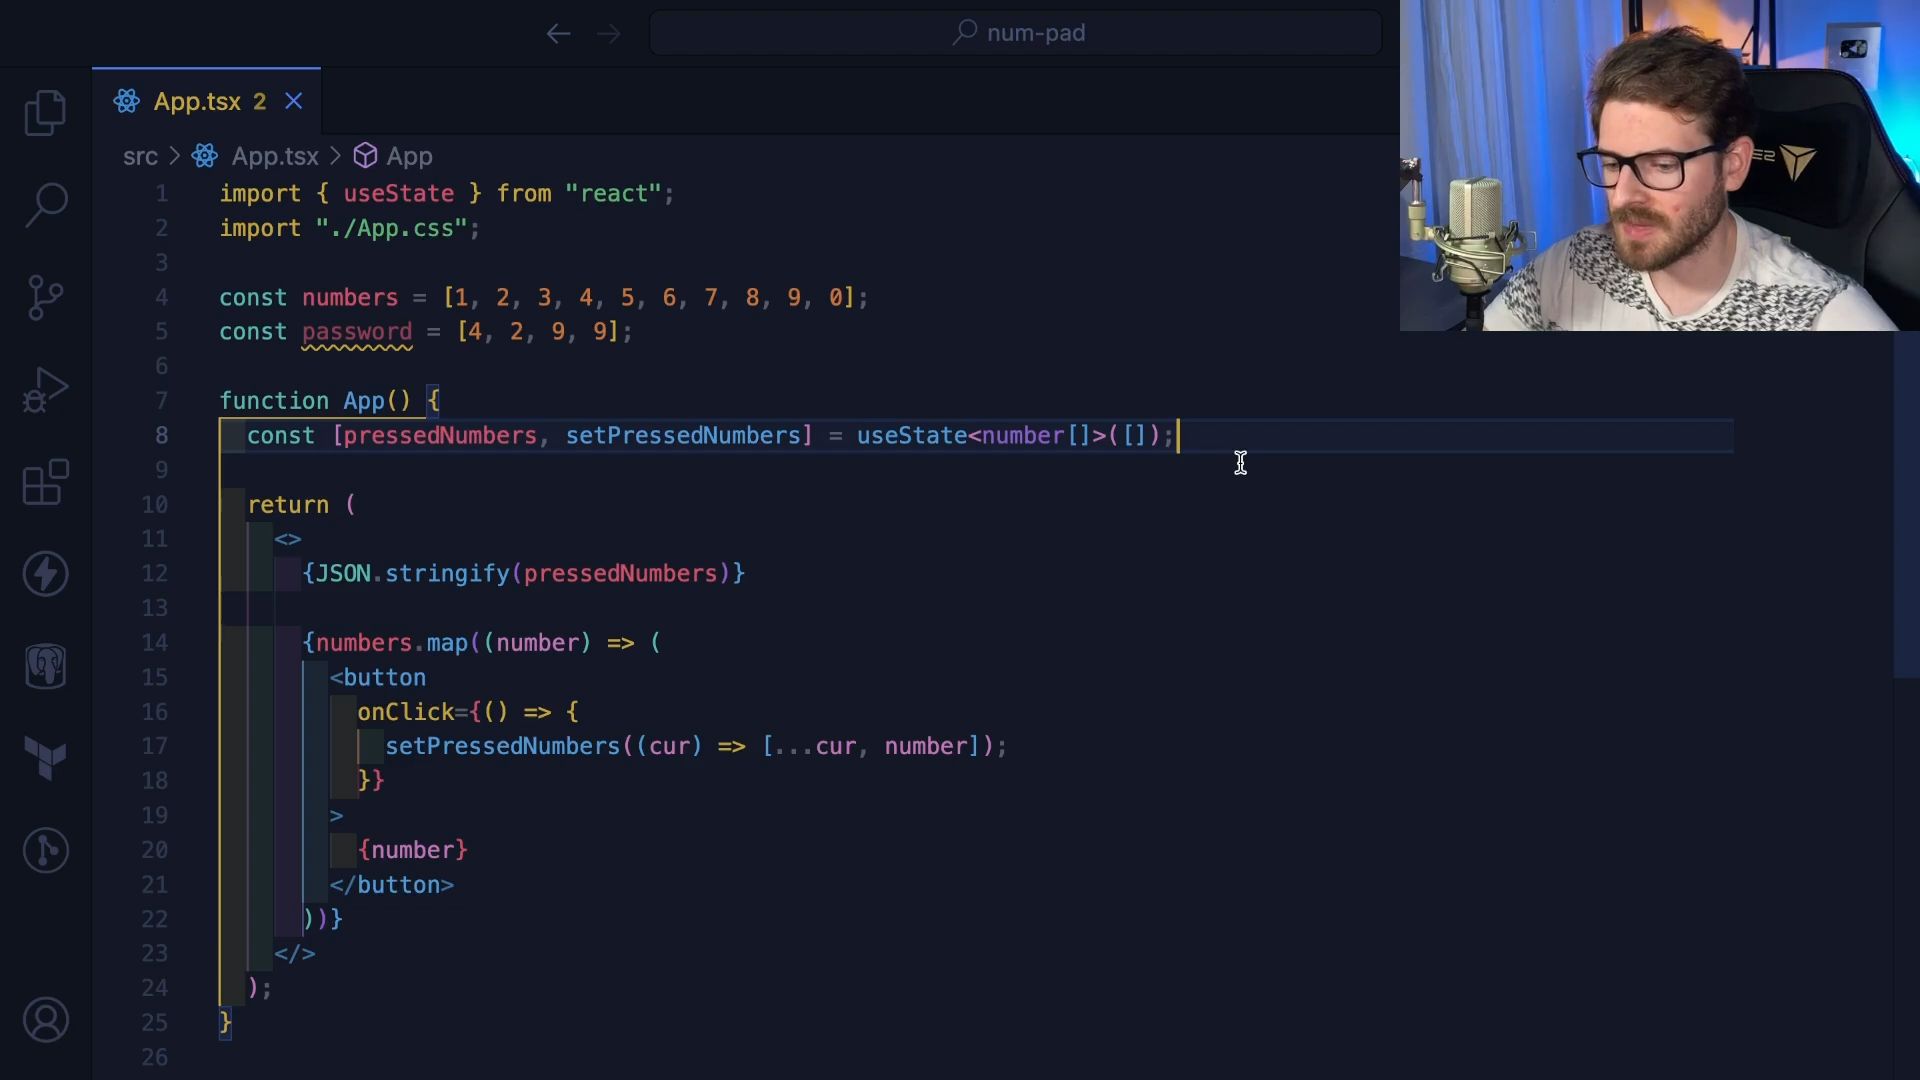 num-pad
App.tsx 2
src > App.tsx > App
1 import { useState } from "react";
2 import "./App.css";
3
4 const numbers = [1, 2, 3, 4, 5, 6, 7, 8, 9, 0];
5 const password = [4, 2, 9, 9];
6
7 function App() {
8 const [pressedNumbers, setPressedNumbers] = useState<number[]>([]);
9
10 return (
11 <>
12 {JSON.stringify(pressedNumbers)}
13
14 {numbers.map((number) => (
15 <button
16 onClick={() => {
17 setPressedNumbers((cur) => [...cur, number]);
18 }}
19 >
20 {number}
21 </button>
22 ))}
23 </>
24 );
25 }
26